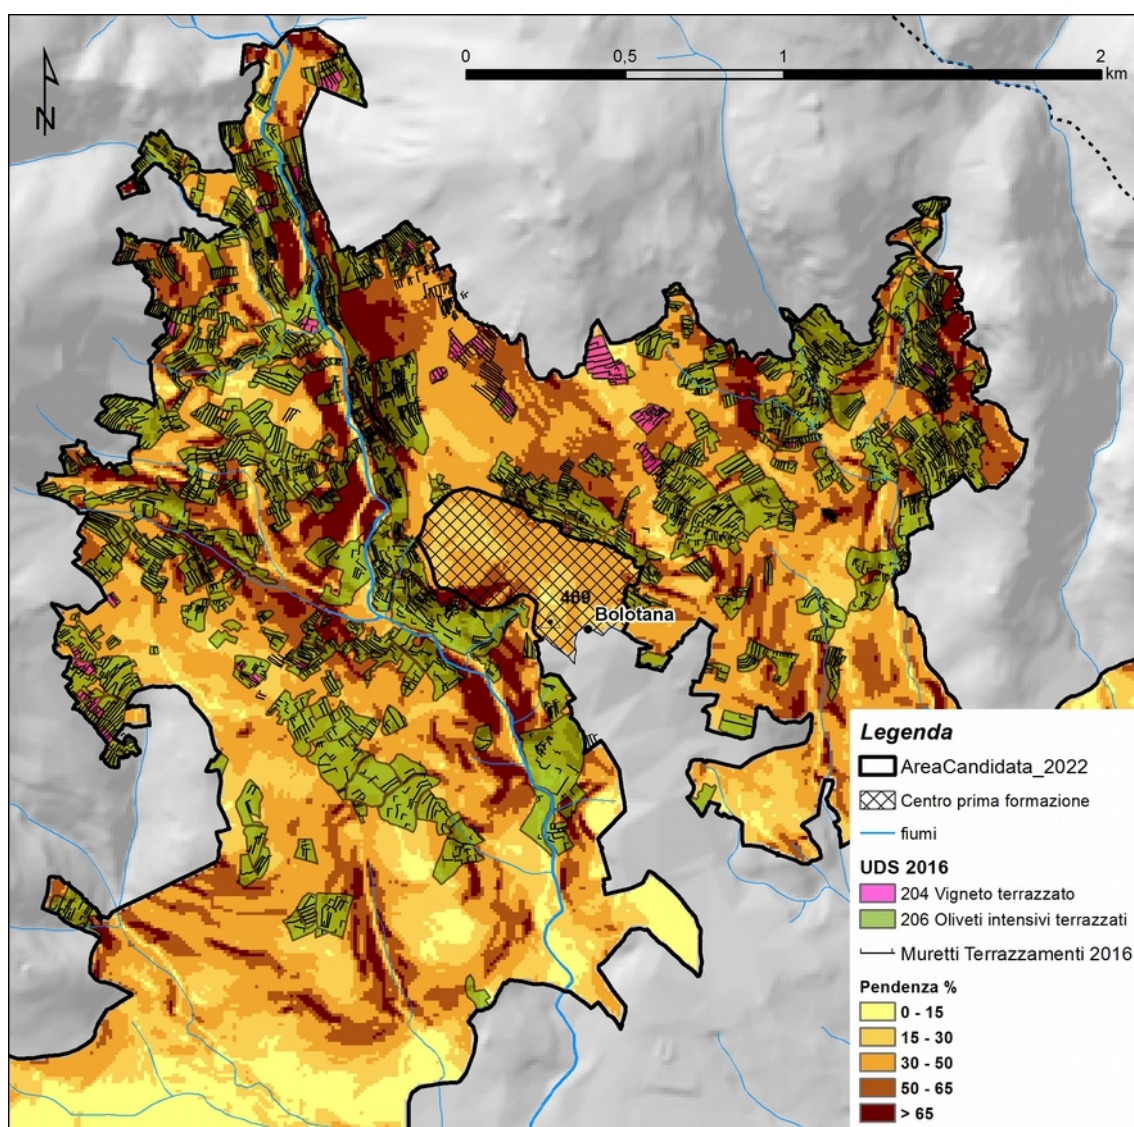 0 0,5 1 2
km
N
469
Bolotana
Legenda
AreaCandidata_2022
Centro prima formazione
fiumi
UDS 2016
204 Vigneto terrazzato
206 Oliveti intensivi terrazzati
Muretti Terrazzamenti 2016
Pendenza %
0 - 15
15 - 30
30 - 50
50 - 65
> 65